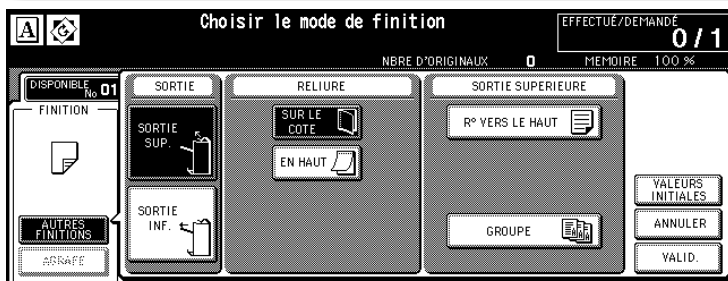 A
Choisir le mode de finition
EFFECTUÉ/DEMANDÉ
0 / 1
NBRE D'ORIGINAUX 0 MEMOIRE 100 %
DISPONIBLE
No 01
FINITION
AUTRES
FINITIONS
AGRAFE
SORTIE
SORTIE
SUP.
SORTIE
INF.
RELIURE
SUR LE
COTE
EN HAUT
SORTIE SUPERIEURE
Rº VERS LE HAUT
GROUPE
VALEURS
INITIALES
ANNULER
VALID.